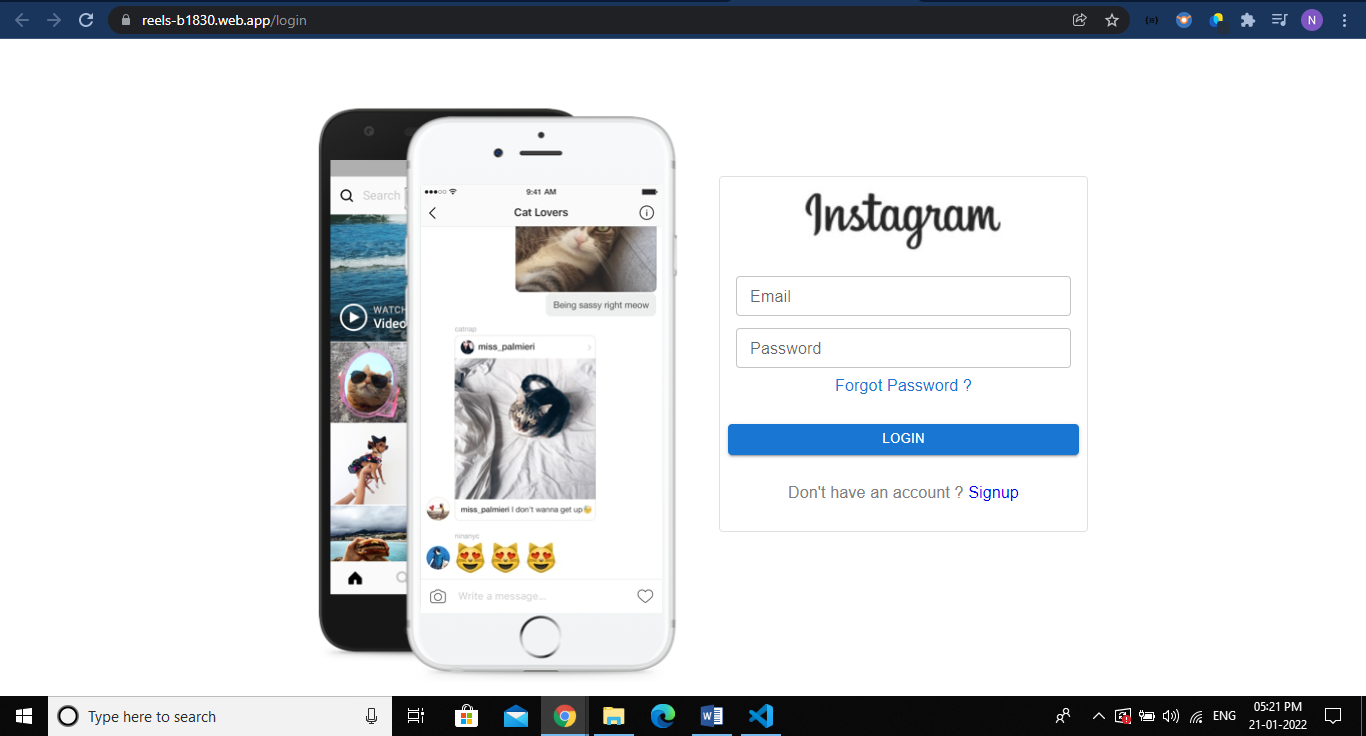 reels-b1830.web.app/login
N
Search
WATCH
Video
9:41 AM
Cat Lovers
Being sassy right meow
catnap
miss_palmieri
miss_palmieri I don't wanna get up
ninanyc
Write a message...
Instagram
Email
Password
Forgot Password ?
LOGIN
Don't have an account ? Signup
Type here to search
ENG
05:21 PM
21-01-2022